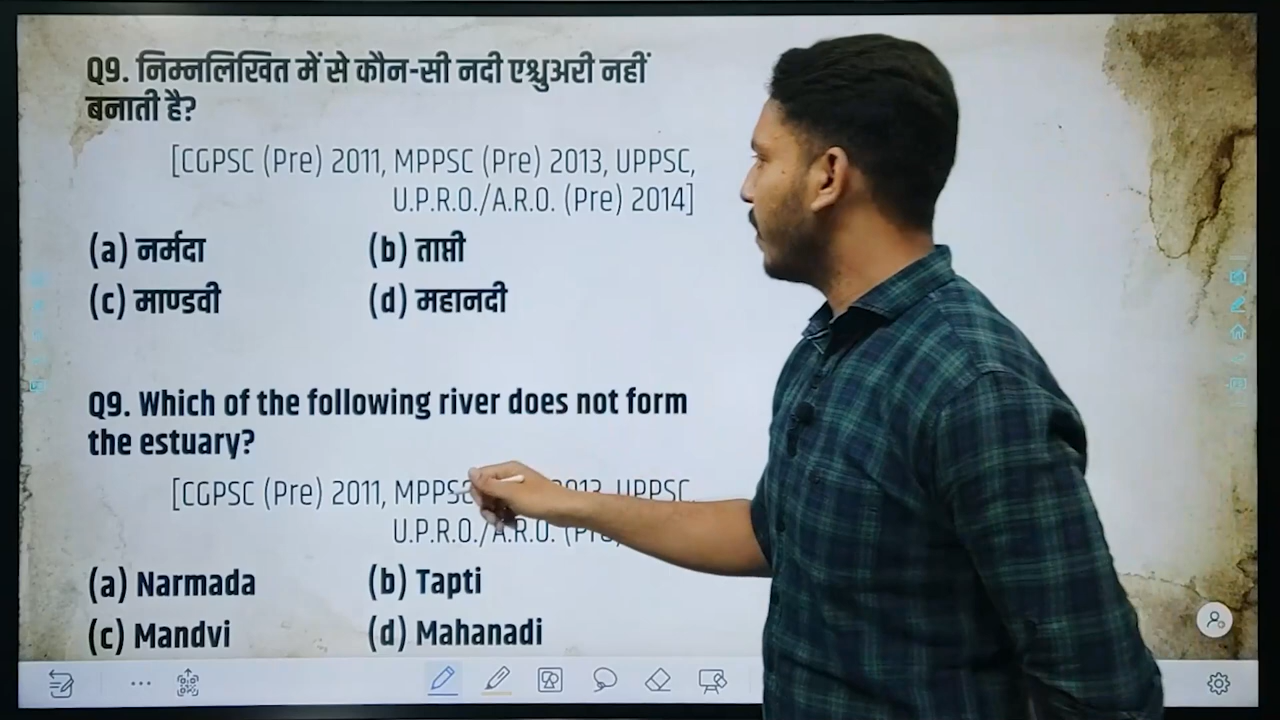 Q9. निम्नलिखित में से कौन-सी नदी एश्चुअरी नहीं
बनाती है?
[CGPSC (Pre) 2011, MPPSC (Pre) 2013, UPPSC,
U.P.R.O./A.R.O. (Pre) 2014]
(a) नर्मदा (b) ताप्ती
(c) माण्डवी (d) महानदी
Q9. Which of the following river does not form
the estuary?
[CGPSC (Pre) 2011, 2013, UPPSC,
U.P.R.O./A.R.O.
(a) Narmada (b) Tapti
(c) Mandvi (d) Mahanadi